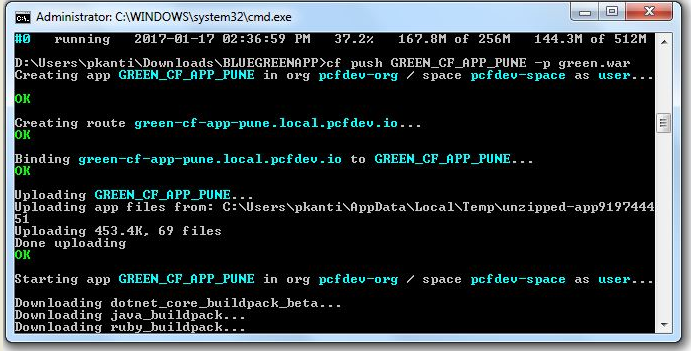 Administrator: C:\WINDOWS\system32\cmd.exe
#0 running 2017-01-17 02:36:59 PM 37.2% 167.8M of 256M 144.3M of 512M
D:\Users\pkanti\Downloads\BLUEGREENAPP>cf push GREEN_CF_APP_PUNE -p green.war
Creating app GREEN_CF_APP_PUNE in org pcfdev-org / space pcfdev-space as user...
OK
Creating route green-cf-app-pune.local.pcfdev.io...
OK
Binding green-cf-app-pune.local.pcfdev.io to GREEN_CF_APP_PUNE...
OK
Uploading GREEN_CF_APP_PUNE...
Uploading app files from: C:\Users\pkanti\AppData\Local\Temp\unzipped-app9197444
51
Uploading 453.4K, 69 files
Done uploading
OK
Starting app GREEN_CF_APP_PUNE in org pcfdev-org / space pcfdev-space as user...
Downloading dotnet_core_buildpack_beta...
Downloading java_buildpack...
Downloading ruby_buildpack...